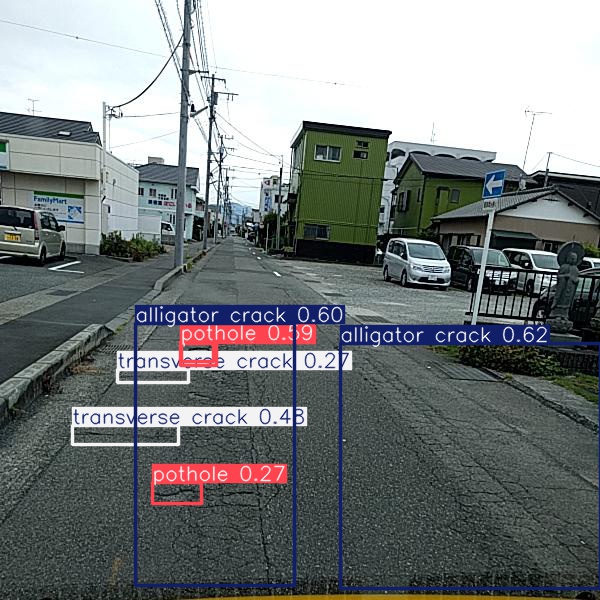 FamilyMart
alligator crack 0.60
pothole 0.59
alligator crack 0.62
transverse crack 0.27
transverse crack 0.48
pothole 0.27